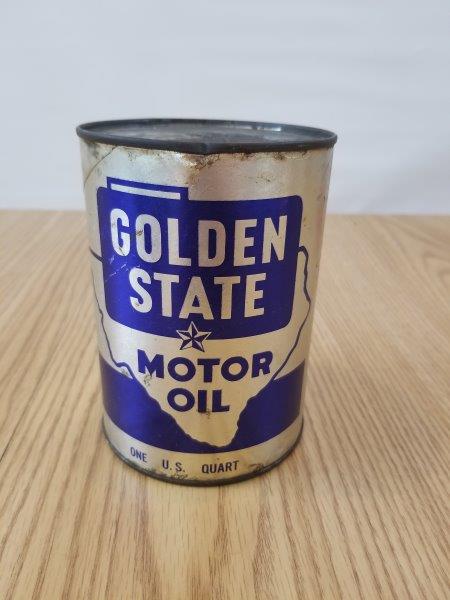 GOLDEN
STATE
MOTOR
OIL
ONE U.S. QUART